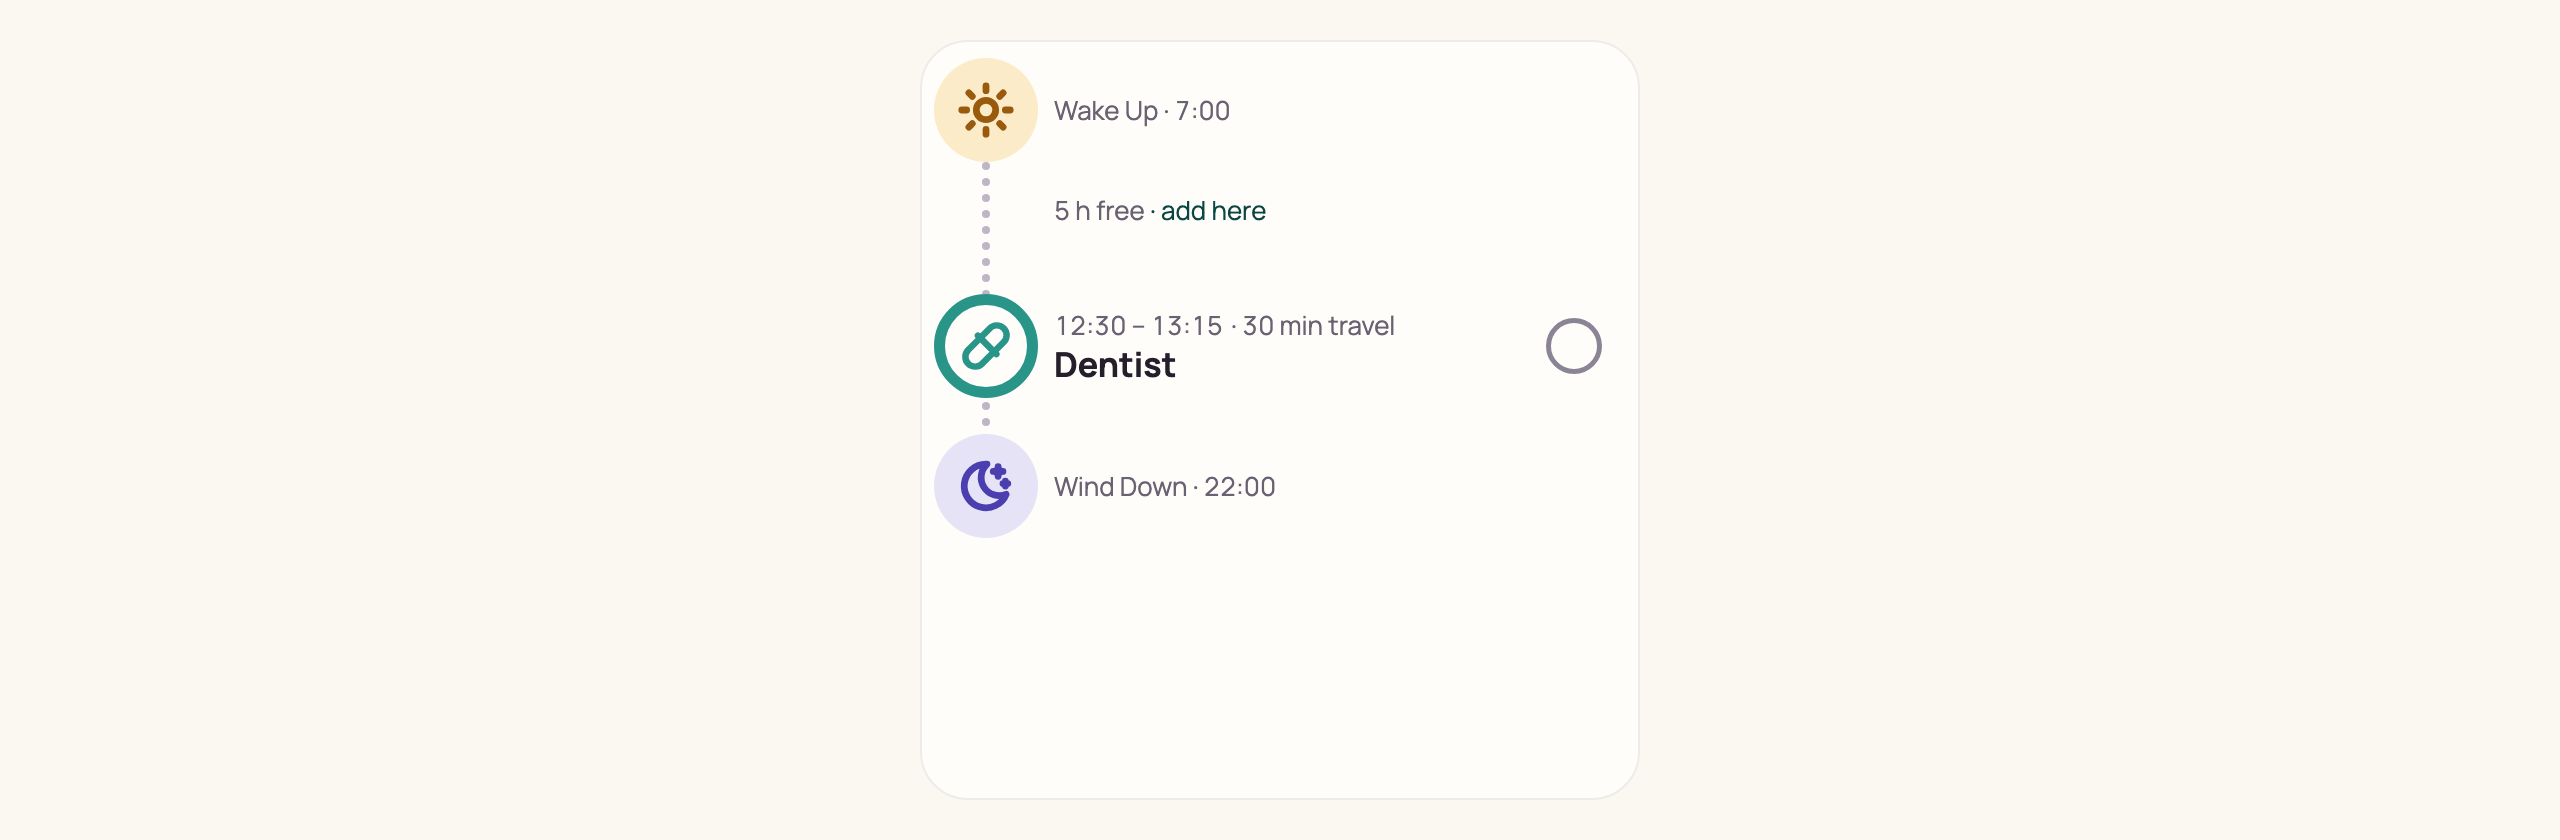 Wake Up · 7:00
5 h free · add here
12:30 – 13:15 · 30 min travel
Dentist
Wind Down · 22:00